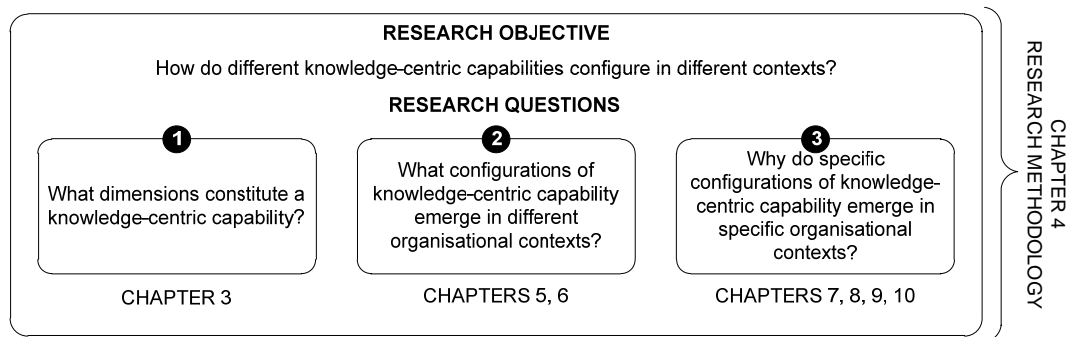 RESEARCH OBJECTIVE
How do different knowledge-centric capabilities configure in different contexts?
RESEARCH QUESTIONS
1
What dimensions constitute a
knowledge-centric capability?
CHAPTER 3
2
What configurations of
knowledge-centric capability
emerge in different
organisational contexts?
CHAPTERS 5, 6
3
Why do specific
configurations of knowledge-
centric capability emerge in
specific organisational
contexts?
CHAPTERS 7, 8, 9, 10
CHAPTER 4
RESEARCH METHODOLOGY